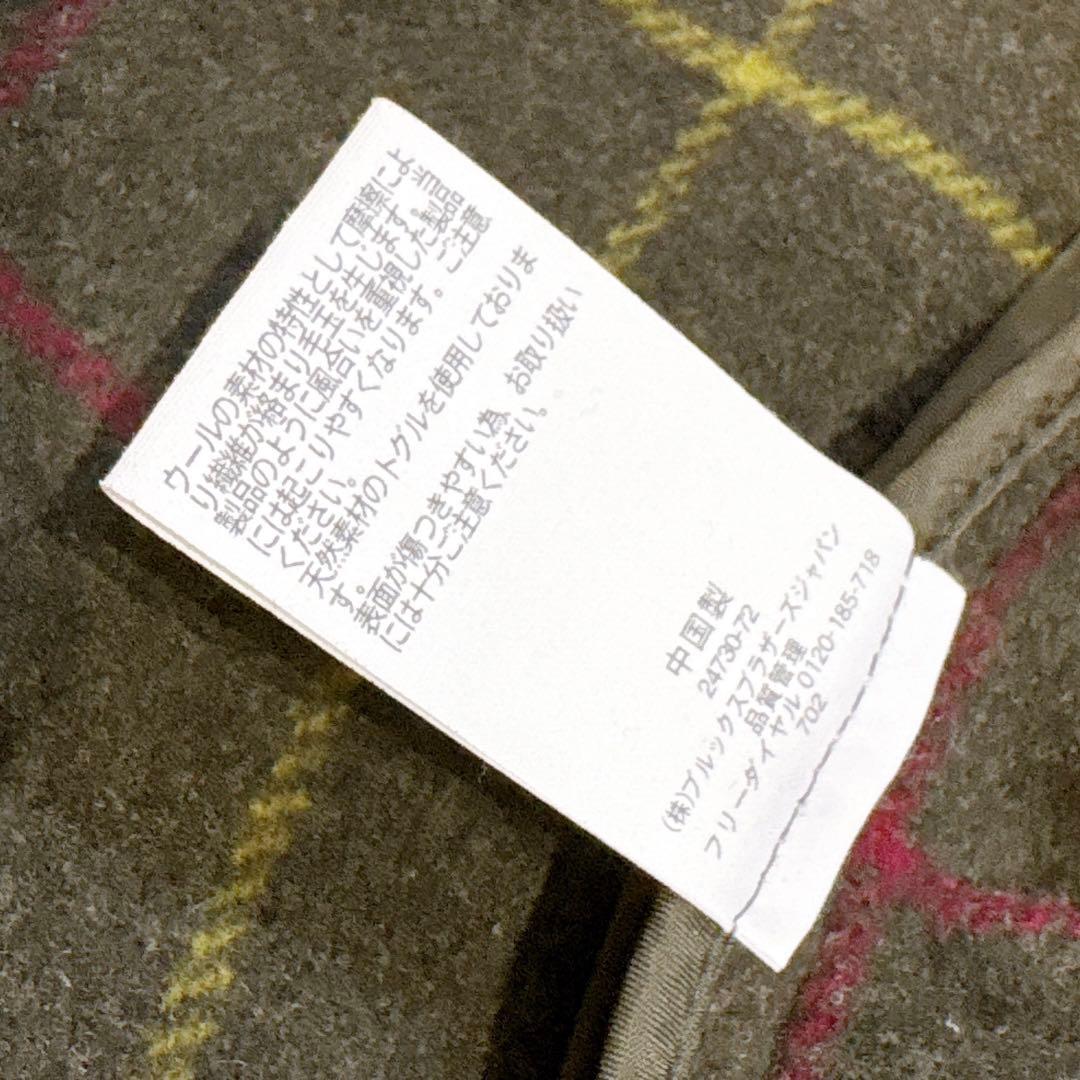 ウールの素材の特性として摩擦によ
り繊維が絡まり毛玉を生じます。当
製品のように風合いを重視した製品
には起こりやすくなります。ご注意
ください。
天然素材のトグルを使用しておりま
す。
表面が傷つきやすい為、お取り扱い
には十分ご注意ください。
中国製
24730-72
(株)ブルックスブラザーズジャパン
品質管理
フリーダイヤル 0120-185-718
702